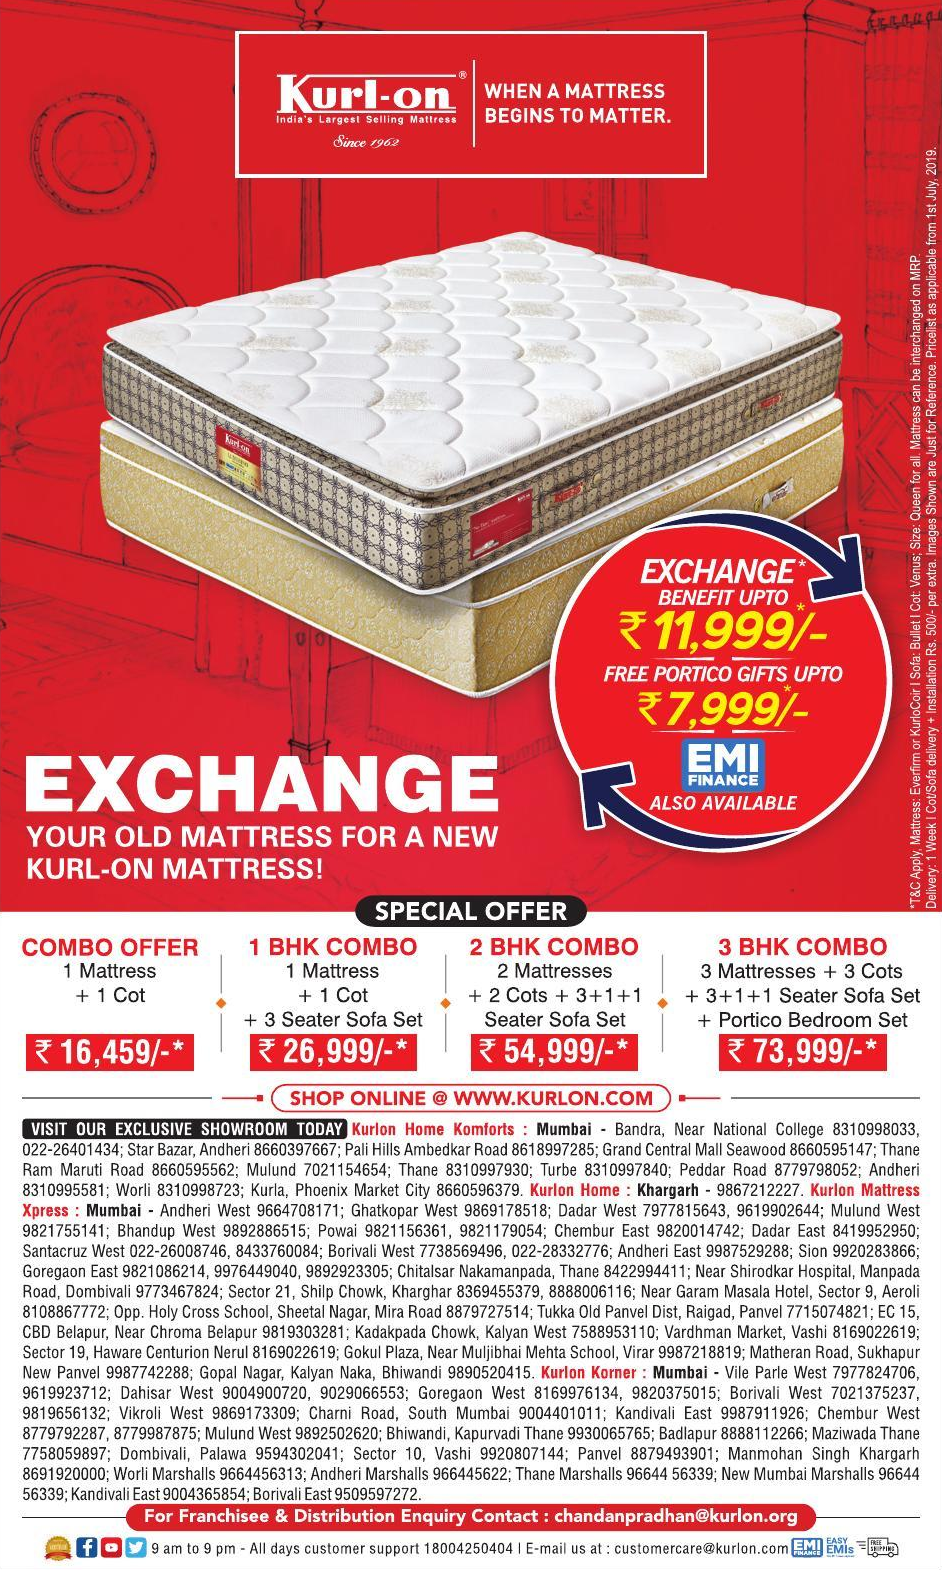 Kurl-on®
India's Largest Selling Mattress
Since 1962
WHEN A MATTRESS
BEGINS TO MATTER.
*T&C Apply. Mattress: Everfirm or KurloCoir I Sofa: Bullet I Cot: Venus; Size: Queen for all. Mattress can be interchanged on MRP.
Delivery: 1 Week I Cot/Sofa delivery + Installation Rs. 500/- per extra. Images Shown are Just for Reference. Pricelist as applicable from 1st July, 2019.
Kurl-on
EXCHANGE*
BENEFIT UPTO
₹ 11,999/-*
FREE PORTICO GIFTS UPTO
₹ 7,999/-*
EMI
FINANCE
ALSO AVAILABLE
EXCHANGE
YOUR OLD MATTRESS FOR A NEW
KURL-ON MATTRESS!
SPECIAL OFFER
COMBO OFFER
1 Mattress
+ 1 Cot
₹ 16,459/-*
1 BHK COMBO
1 Mattress
+ 1 Cot
+ 3 Seater Sofa Set
₹ 26,999/-*
2 BHK COMBO
2 Mattresses
+ 2 Cots + 3+1+1
Seater Sofa Set
₹ 54,999/-*
3 BHK COMBO
3 Mattresses + 3 Cots
+ 3+1+1 Seater Sofa Set
+ Portico Bedroom Set
₹ 73,999/-*
SHOP ONLINE @ WWW.KURLON.COM
VISIT OUR EXCLUSIVE SHOWROOM TODAY Kurlon Home Komforts : Mumbai - Bandra, Near National College 8310998033,
022-26401434; Star Bazar, Andheri 8660397667; Pali Hills Ambedkar Road 8618997285; Grand Central Mall Seawood 8660595147; Thane
Ram Maruti Road 8660595562; Mulund 7021154654; Thane 8310997930; Turbe 8310997840; Peddar Road 8779798052; Andheri
8310995581; Worli 8310998723; Kurla, Phoenix Market City 8660596379. Kurlon Home : Khargarh - 9867212227. Kurlon Mattress
Xpress : Mumbai - Andheri West 9664708171; Ghatkopar West 9869178518; Dadar West 7977815643, 9619902644; Mulund West
9821755141; Bhandup West 9892886515; Powai 9821156361, 9821179054; Chembur East 9820014742; Dadar East 8419952950;
Santacruz West 022-26008746, 8433760084; Borivali West 7738569496, 022-28332776; Andheri East 9987529288; Sion 9920283866;
Goregaon East 9821086214, 9976449040, 9892923305; Chitalsar Nakamanpada, Thane 8422994411; Near Shirodkar Hospital, Manpada
Road, Dombivali 9773467824; Sector 21, Shilp Chowk, Kharghar 8369455379, 8888006116; Near Garam Masala Hotel, Sector 9, Aeroli
8108867772; Opp. Holy Cross School, Sheetal Nagar, Mira Road 8879727514; Tukka Old Panvel Dist, Raigad, Panvel 7715074821; EC 15,
CBD Belapur, Near Chroma Belapur 9819303281; Kadakpada Chowk, Kalyan West 7588953110; Vardhman Market, Vashi 8169022619;
Sector 19, Haware Centurion Nerul 8169022619; Gokul Plaza, Near Muljibhai Mehta School, Virar 9987218819; Matheran Road, Sukhapur
New Panvel 9987742288; Gopal Nagar, Kalyan Naka, Bhiwandi 9890520415. Kurlon Korner : Mumbai - Vile Parle West 7977824706,
9619923712; Dahisar West 9004900720, 9029066553; Goregaon West 8169976134, 9820375015; Borivali West 7021375237,
9819656132; Vikroli West 9869173309; Charni Road, South Mumbai 9004401011; Kandivali East 9987911926; Chembur West
8779792287, 8779987875; Mulund West 9892502620; Bhiwandi, Kapurvadi Thane 9930065765; Badlapur 8888112266; Maziwada Thane
7758059897; Dombivali, Palawa 9594302041; Sector 10, Vashi 9920807144; Panvel 8879493901; Manmohan Singh Khargarh
8691920000; Worli Marshalls 9664456313; Andheri Marshalls 966445622; Thane Marshalls 96644 56339; New Mumbai Marshalls 96644
56339; Kandivali East 9004365854; Borivali East 9509597272.
For Franchisee & Distribution Enquiry Contact : chandanpradhan@kurlon.org
9 am to 9 pm - All days customer support 18004250404 I E-mail us at : customercare@kurlon.com EMI FINANCE EASY EMIs FREE SHIPPING